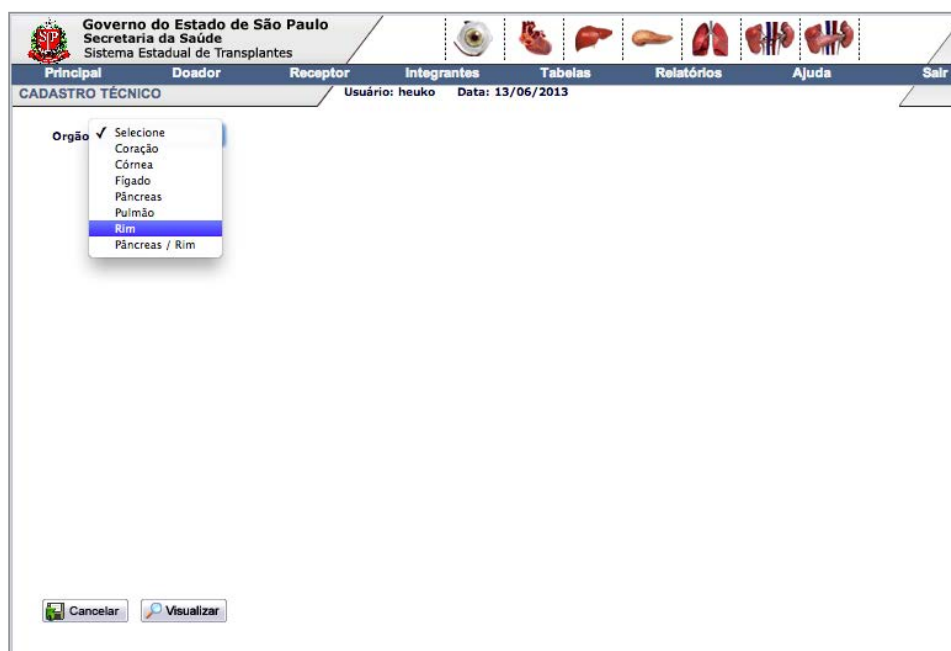 Governo do Estado de São Paulo
Secretaria da Saúde
Sistema Estadual de Transplantes
Principal Doador Receptor Integrantes Tabelas Relatórios Ajuda Sair
CADASTRO TÉCNICO Usuário: heuko Data: 13/06/2013
Orgão ✓ Selecione
Coração
Córnea
Fígado
Pâncreas
Pulmão
Rim
Pâncreas / Rim
Cancelar Visualizar